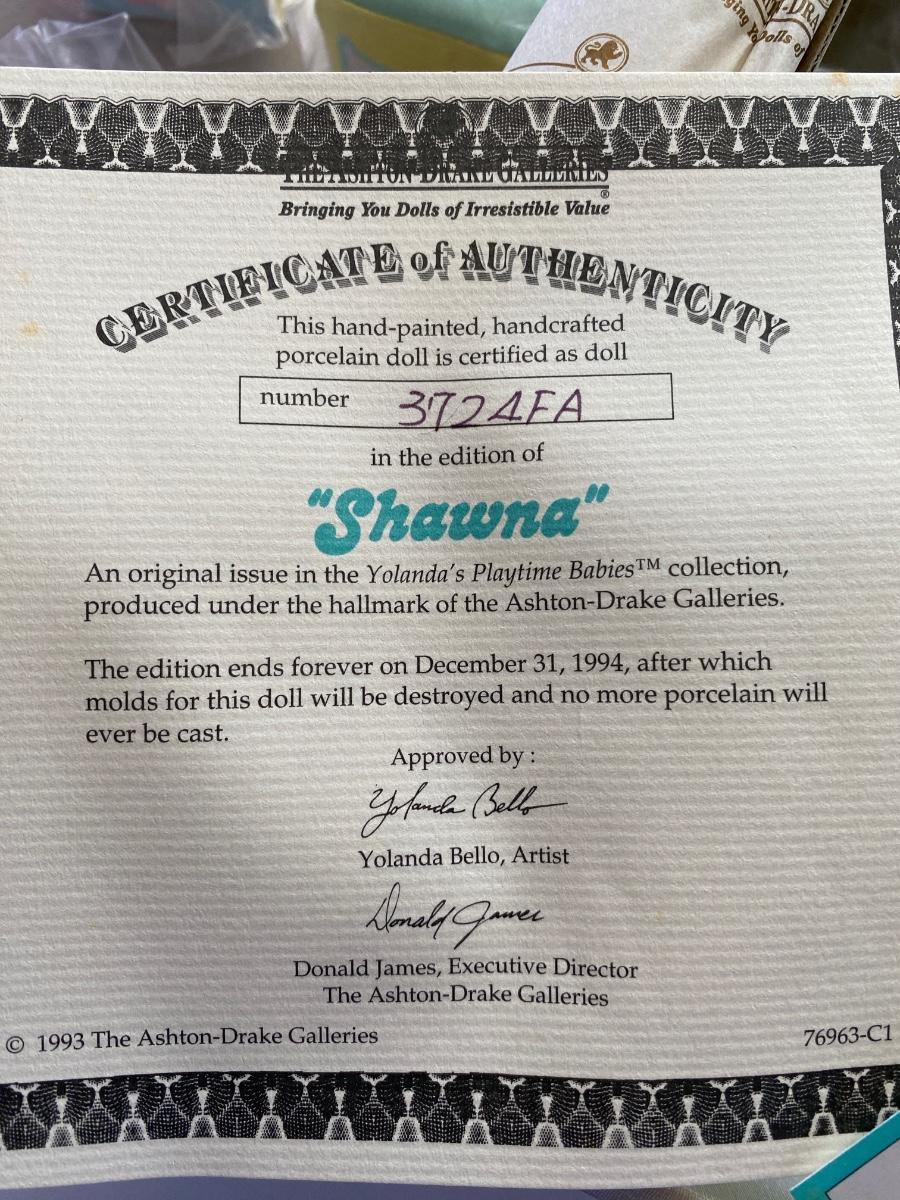 ging Yo
DRA
Dolls of
THE ASHTON-DRAKE GALLERIES
Bringing You Dolls of Irresistible Value®
CERTIFICATE of AUTHENTICITY
This hand-painted, handcrafted
porcelain doll is certified as doll
number 3724FA
in the edition of
"Shawna"
An original issue in the Yolanda's Playtime Babies™ collection,
produced under the hallmark of the Ashton-Drake Galleries.
The edition ends forever on December 31, 1994, after which
molds for this doll will be destroyed and no more porcelain will
ever be cast.
Approved by :
Yolanda Bello
Yolanda Bello, Artist
Donald James
Donald James, Executive Director
The Ashton-Drake Galleries
© 1993 The Ashton-Drake Galleries 76963-C1